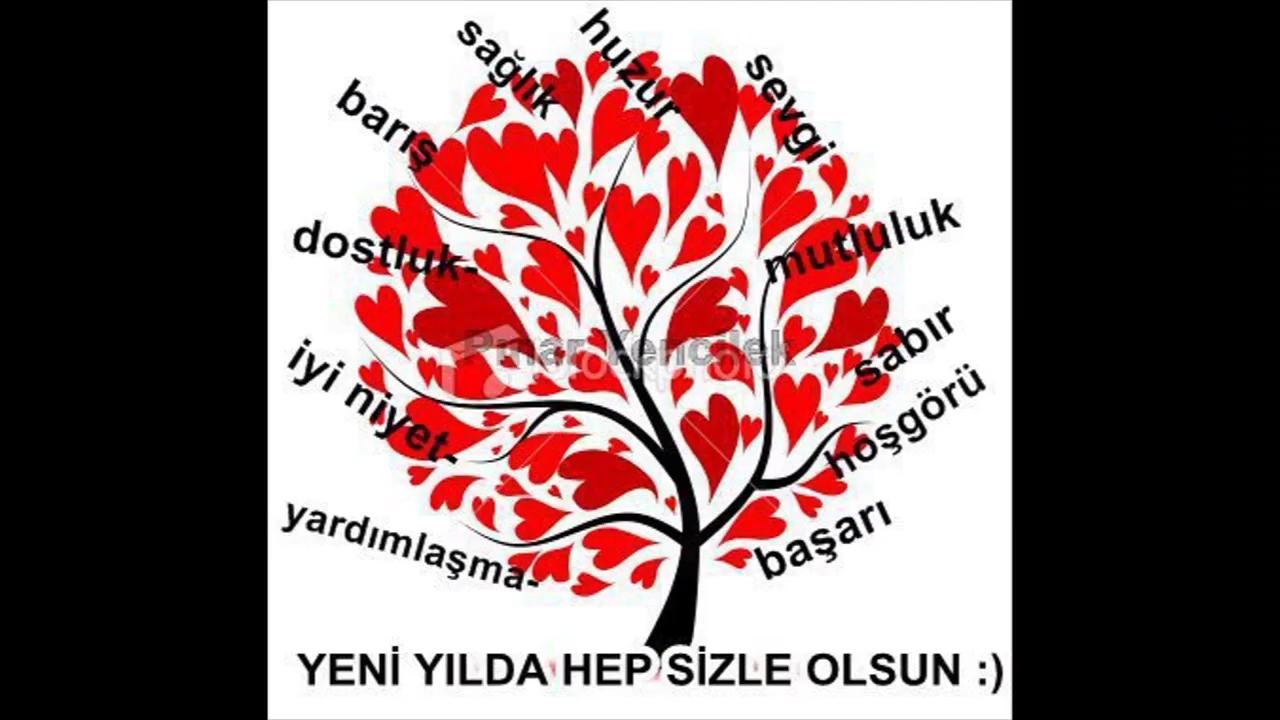 sağlık
huzur
sevgi
barış
dostluk-
mutluluk
iyi niyet-
sabır
hoşgörü
yardımlaşma-
başarı
YENİ YILDA HEP SİZLE OLSUN :)